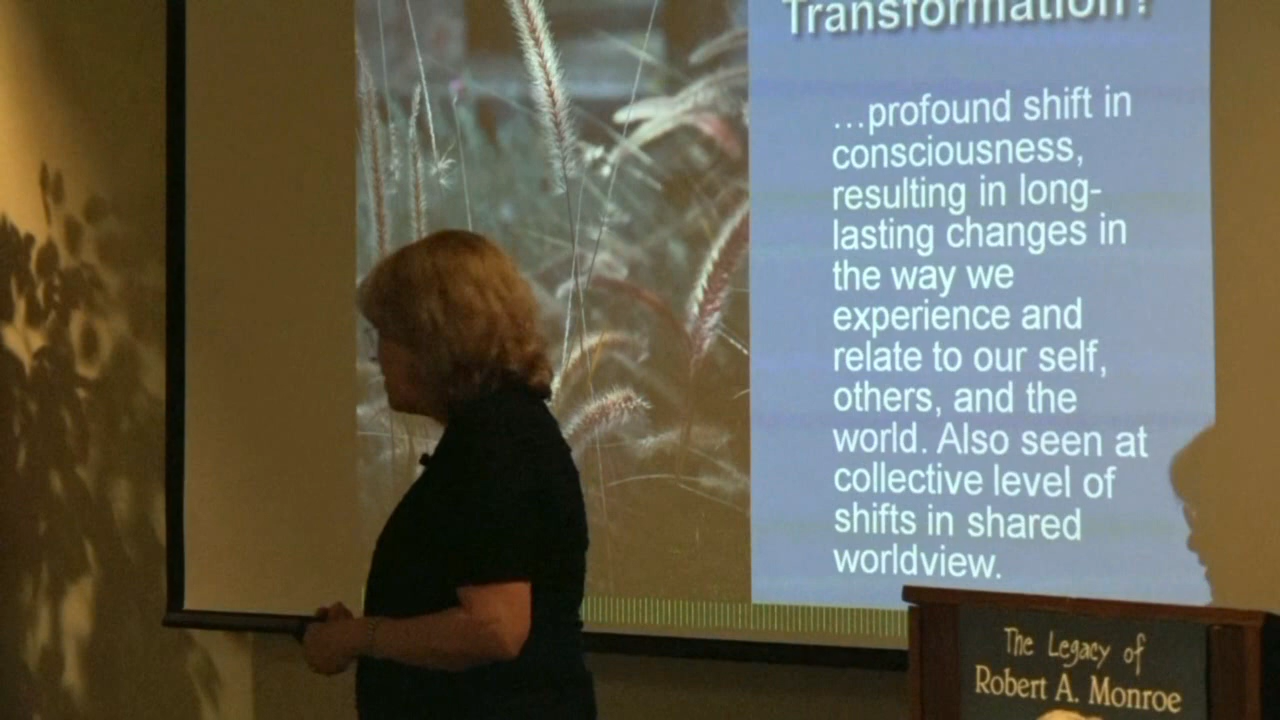 Transformation?
...profound shift in
consciousness,
resulting in long-
lasting changes in
the way we
experience and
relate to our self,
others, and the
world. Also seen at
collective level of
shifts in shared
worldview.
The Legacy of
Robert A. Monroe